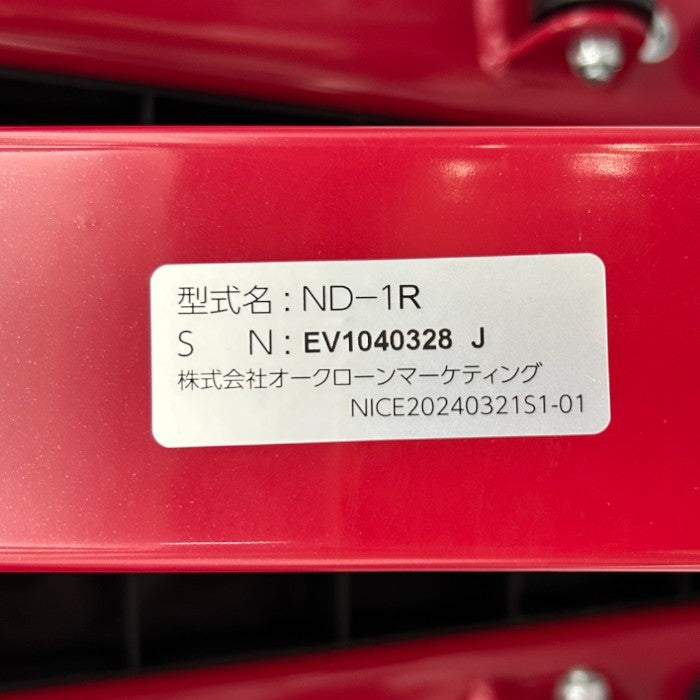 型式名：ND-1R
S N：EV1040328 J
株式会社オークローンマーケティング
NICE20240321S1-01